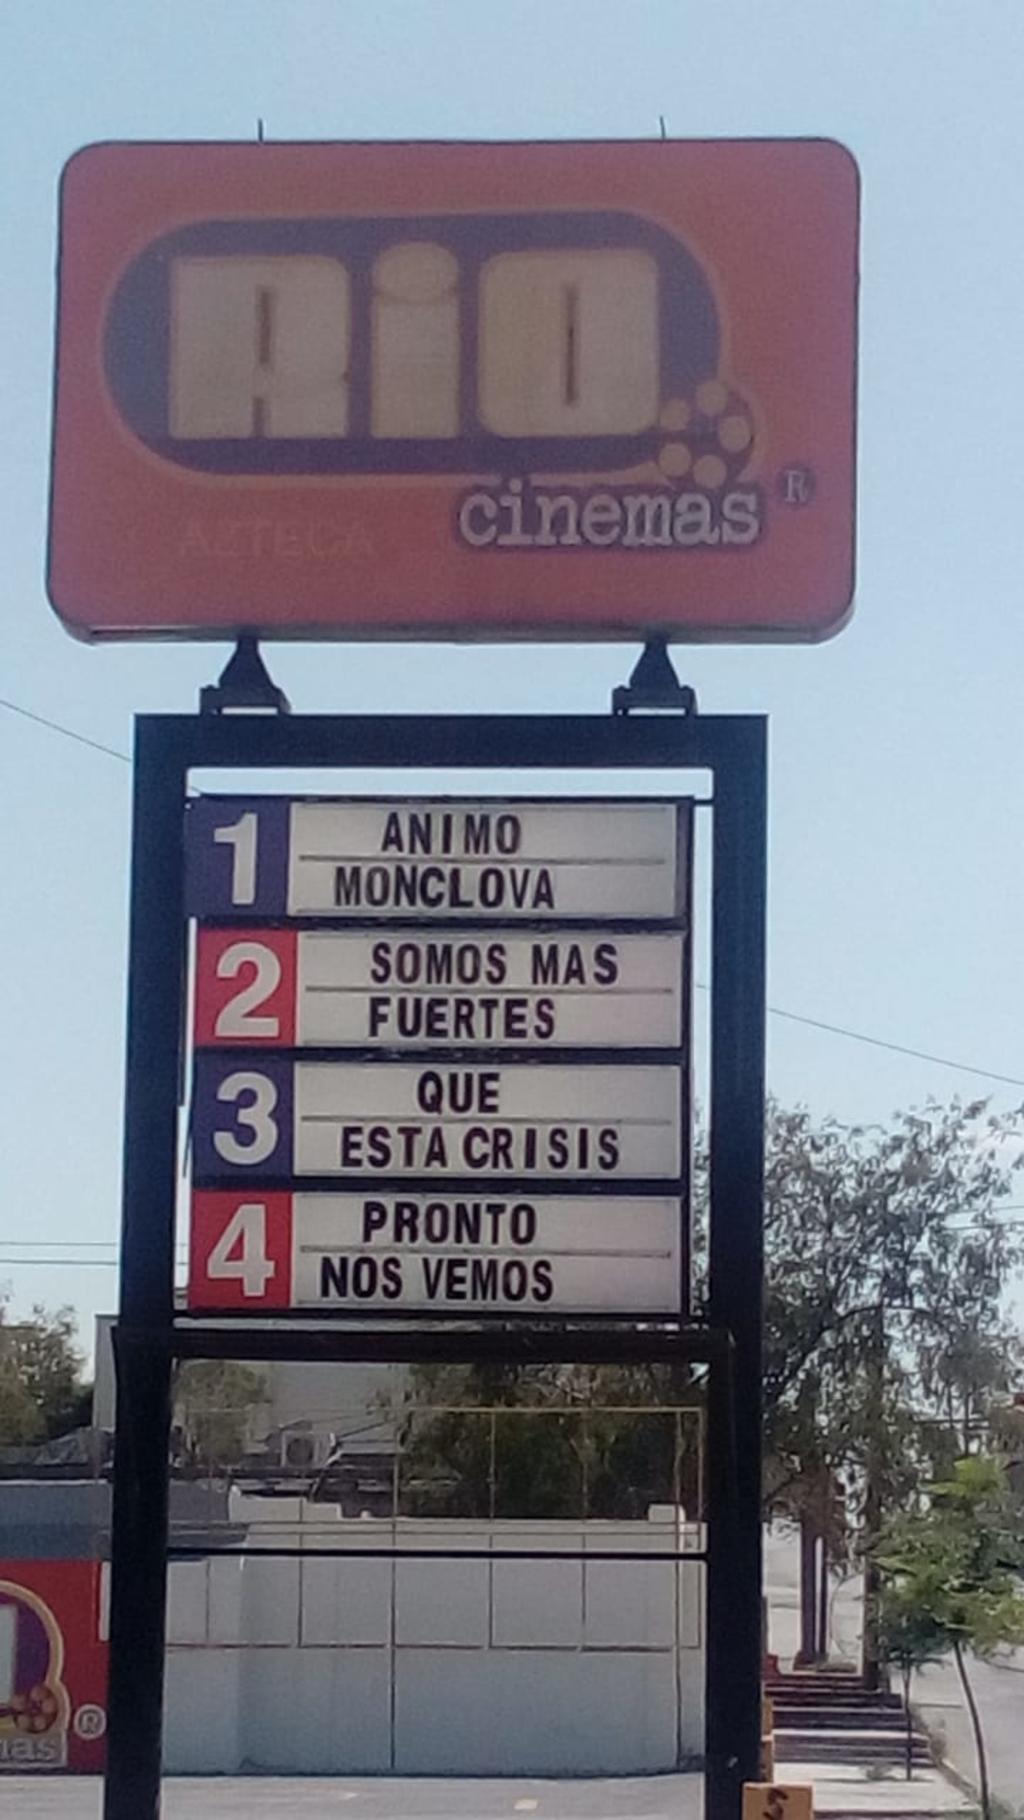 RiO
cinemas ®
AZTECA
1 ANIMO
MONCLOVA
2 SOMOS MAS
FUERTES
3 QUE
ESTA CRISIS
4 PRONTO
NOS VEMOS
®